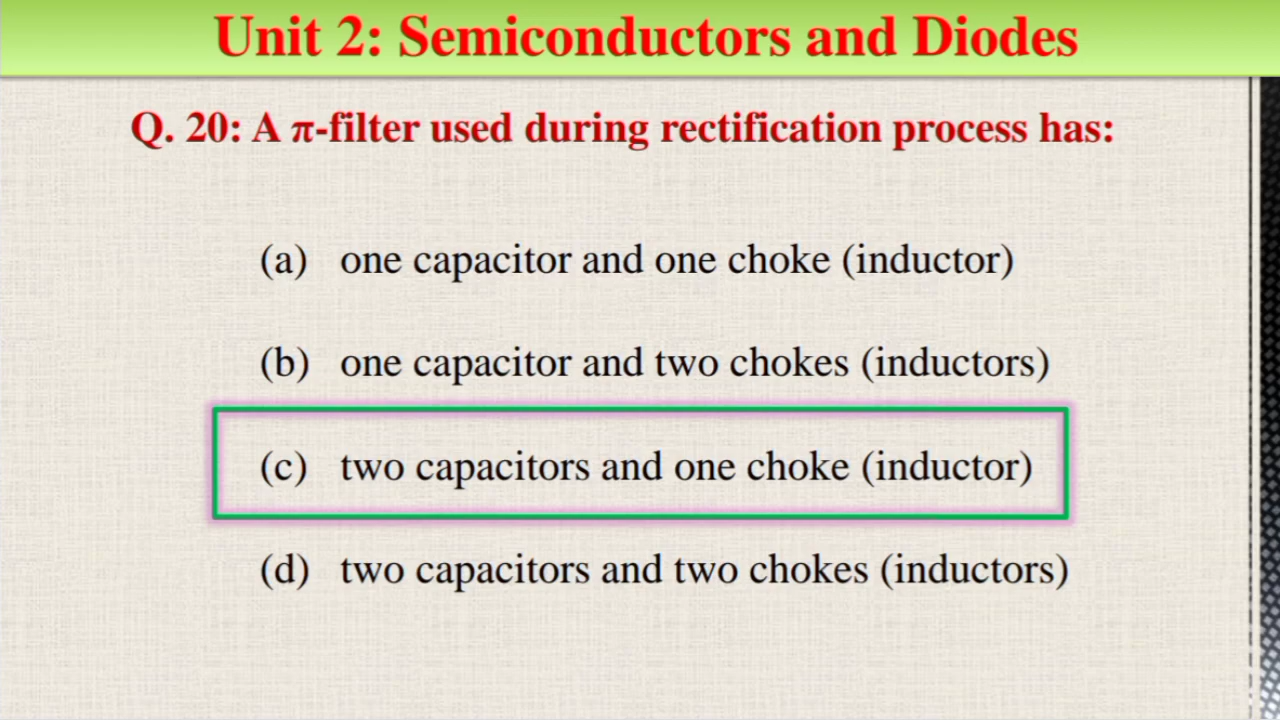 Unit 2: Semiconductors and Diodes
Q. 20: A π-filter used during rectification process has:
(a) one capacitor and one choke (inductor)
(b) one capacitor and two chokes (inductors)
(c) two capacitors and one choke (inductor)
(d) two capacitors and two chokes (inductors)